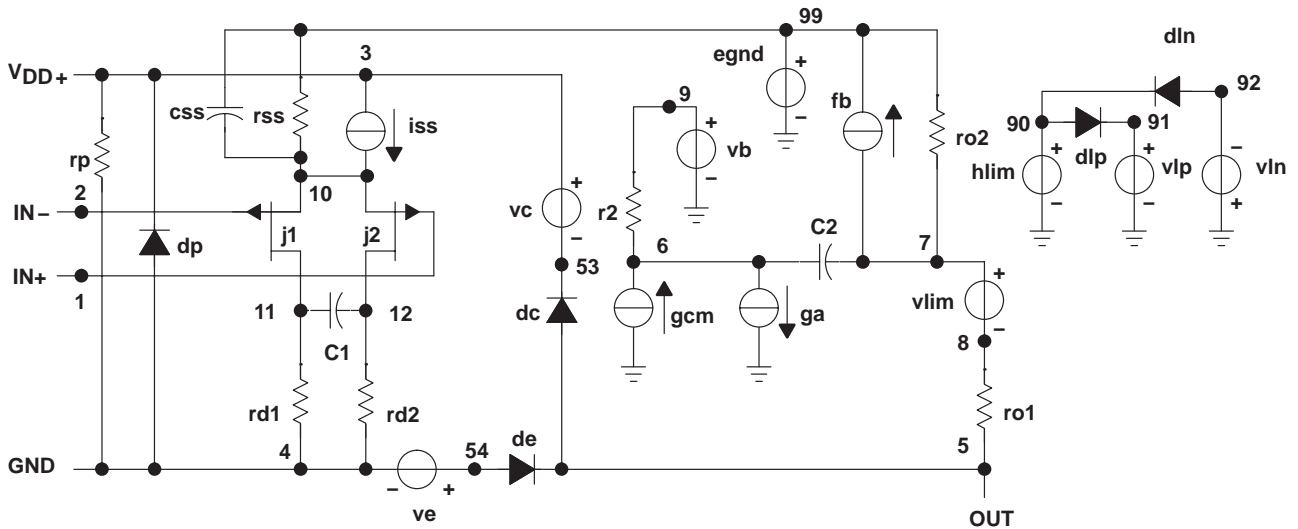 99
dln
3
egnd
VDD+
92
9
fb
css
rss
iss
90
91
rp
vb
ro2
dlp
2
10
hlim
vlp
vln
IN−
vc
r2
C2
j1
j2
dp
6
7
IN+
53
1
11
12
dc
gcm
ga
vlim
C1
8
rd1
rd2
ro1
4
54
de
5
GND
ve
OUT
+
−
+
−
+
−
+
−
+
−
+
−
+
−
−
+